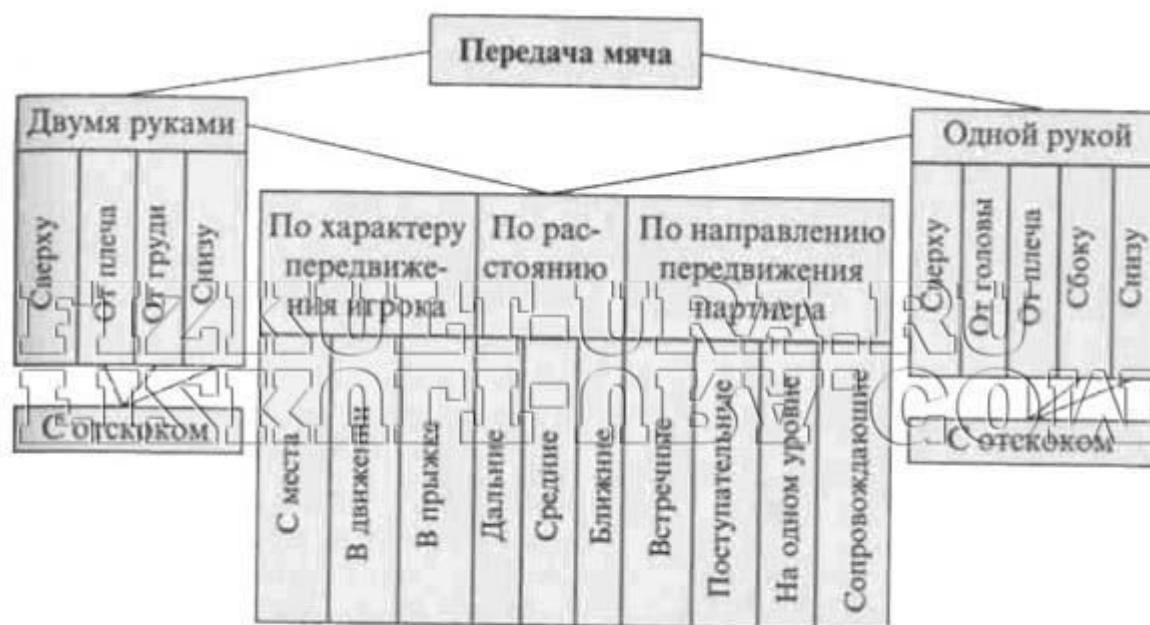 Передача мяча
Двумя руками
Одной рукой
Сверху
От плеча
От груди
Снизу
По характеру
передвиже-
ния игрока
По рас-
стоянию
По направлению
передвижения
партнера
Сверху
От головы
От плеча
Сбоку
Снизу
С отскоком
С отскоком
С места
В движении
В прыжке
Дальние
Средние
Ближние
Встречные
Поступательные
На одном уровне
Сопровождающие